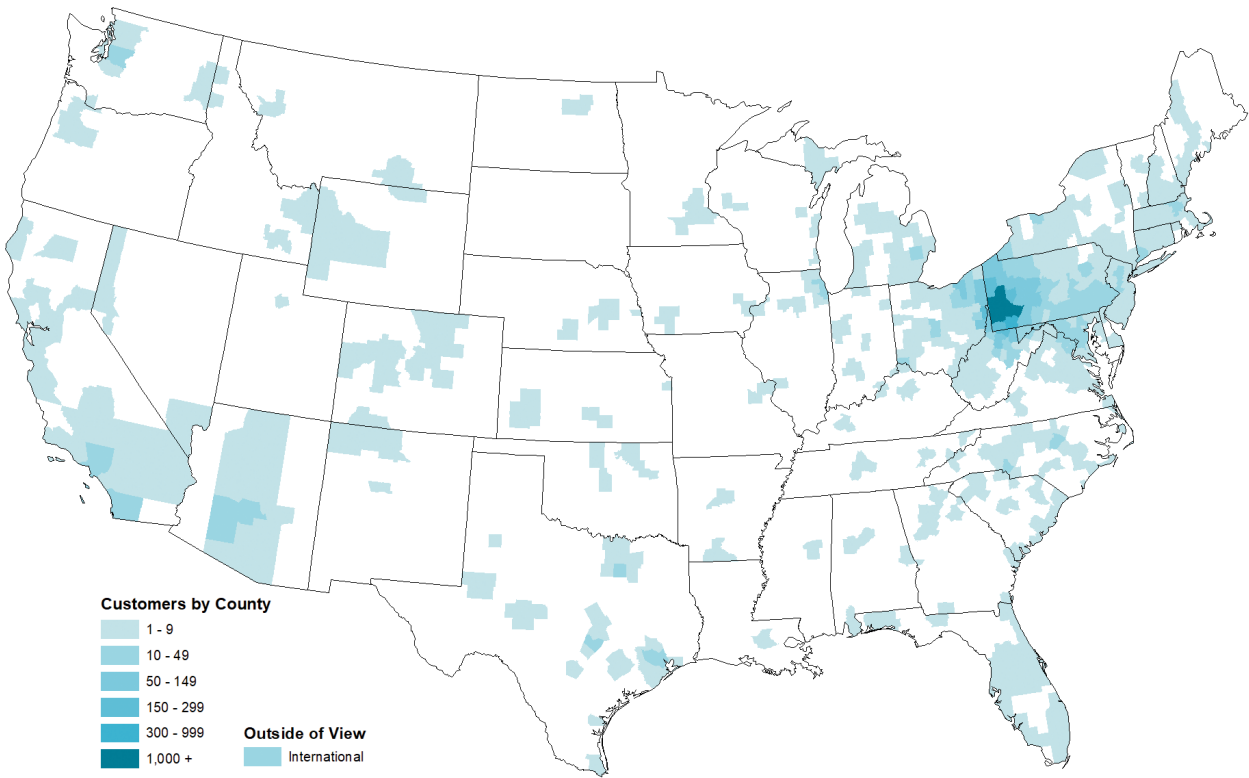 Customers by County
1 - 9
10 - 49
50 - 149
150 - 299
300 - 999
1,000 +
Outside of View
International